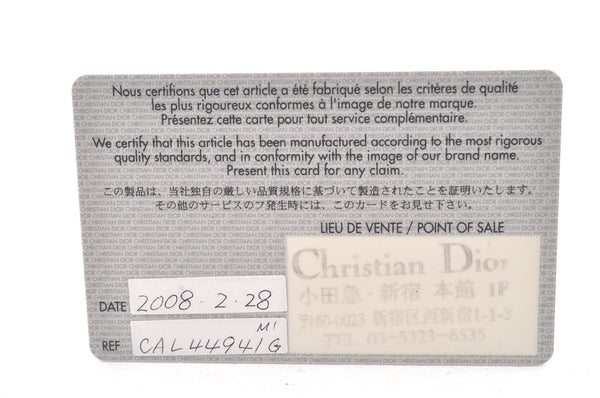 Nous certifions que cet article a été fabriqué selon les critères de qualité
les plus rigoureux conformes à l'image de notre marque.
Présentez cette carte pour tout service complémentaire.
We certify that this article has been manufactured according to the most rigorous
quality standards, and in conformity with the image of our brand name.
Present this card for any claim.
この製品は、当社独自の厳しい品質規格に基づいて製造されたことを証明いたします。
その他のサービスのフ発生時には、このカードをお見せ下さい。
LIEU DE VENTE / POINT OF SALE
Christian Dior
小田急・新宿 本館 1F
〒160-0023 新宿区西新宿1-1-3
TEL 03-5323-6535
DATE 2008.2.28
M1
REF CAL44941G